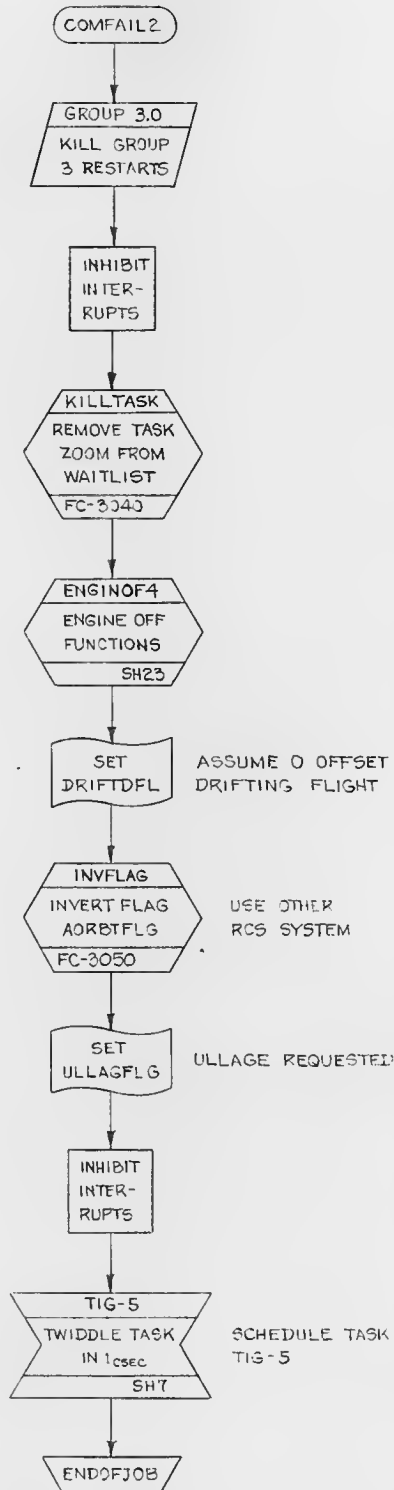 COMFAIL2
GROUP 3.0
KILL GROUP
3 RESTARTS
INHIBIT
INTER-
RUPTS
KILLTASK
REMOVE TASK
ZOOM FROM
WAITLIST
FC-3040
ENGINOF4
ENGINE OFF
FUNCTIONS
SH23
SET
DRIFTDFL
ASSUME 0 OFFSET
DRIFTING FLIGHT
INVFLAG
INVERT FLAG
AORBTFLG
FC-3050
USE OTHER
RCS SYSTEM
SET
ULLAGFLG
ULLAGE REQUESTED
INHIBIT
INTER-
RUPTS
TIG-5
TWIDDLE TASK
IN 1CSEC
SH7
SCHEDULE TASK
TIG-5
ENDOFJOB